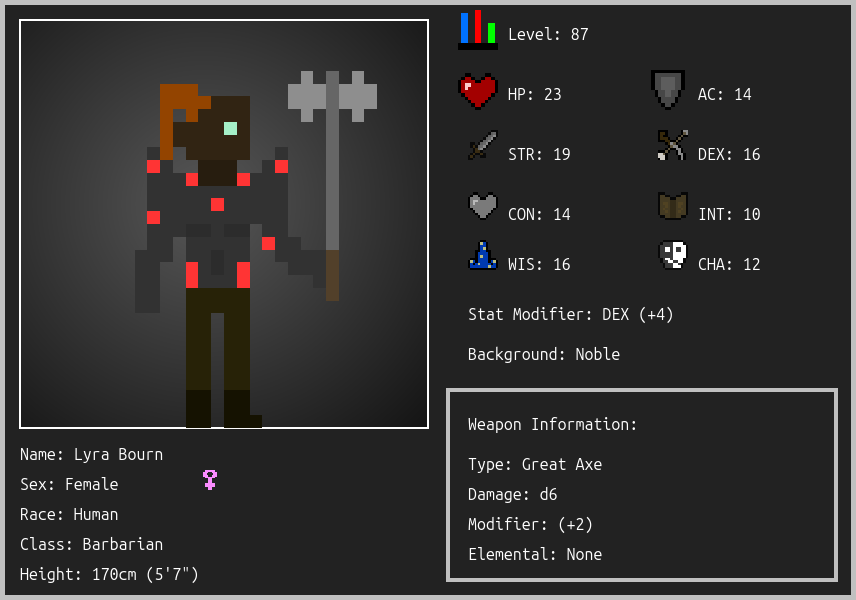 Level: 87
HP: 23
AC: 14
STR: 19
DEX: 16
CON: 14
INT: 10
WIS: 16
CHA: 12
Stat Modifier: DEX (+4)
Background: Noble
Weapon Information:
Type: Great Axe
Damage: d6
Modifier: (+2)
Elemental: None
Name: Lyra Bourn
Sex: Female
Race: Human
Class: Barbarian
Height: 170cm (5'7")